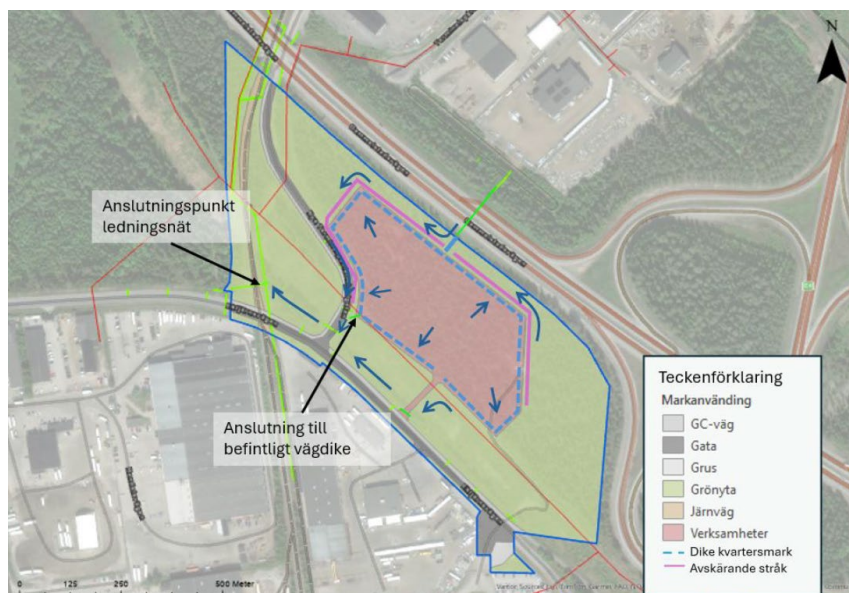 N
Anslutningspunkt
ledningsnät
Anslutning till
befintligt vägdike
Teckenförklaring
Markanvänding
GC-väg
Gata
Grus
Grönyta
Järnväg
Verksamheter
Dike kvartersmark
Avskärande stråk
0 125 250 500 Meter